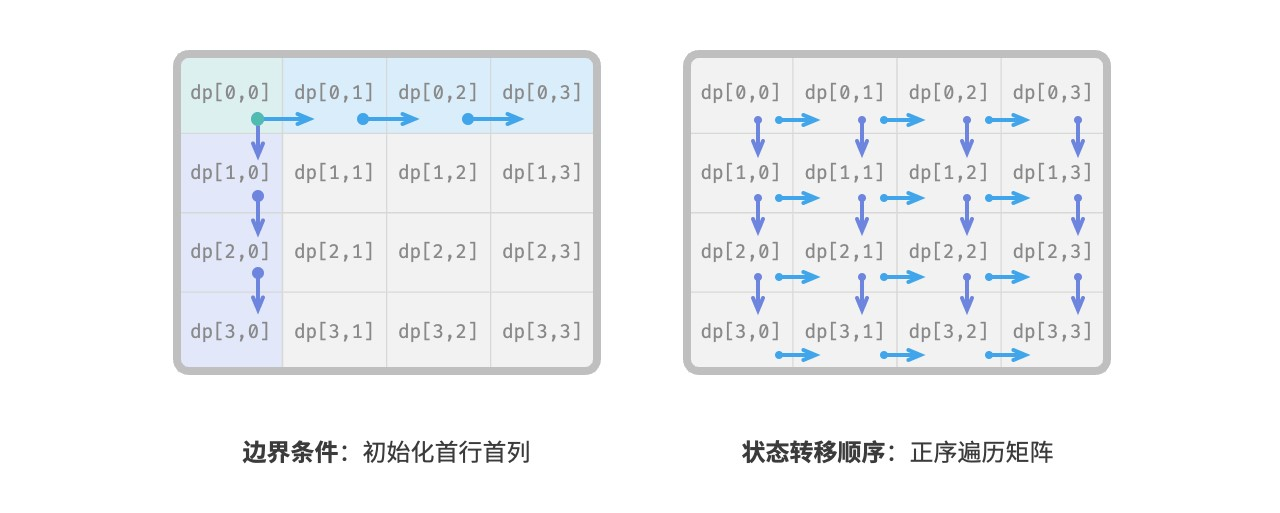 dp[0,0] dp[0,1] dp[0,2] dp[0,3]
dp[1,0] dp[1,1] dp[1,2] dp[1,3]
dp[2,0] dp[2,1] dp[2,2] dp[2,3]
dp[3,0] dp[3,1] dp[3,2] dp[3,3]
边界条件：初始化首行首列
dp[0,0] dp[0,1] dp[0,2] dp[0,3]
dp[1,0] dp[1,1] dp[1,2] dp[1,3]
dp[2,0] dp[2,1] dp[2,2] dp[2,3]
dp[3,0] dp[3,1] dp[3,2] dp[3,3]
状态转移顺序：正序遍历矩阵